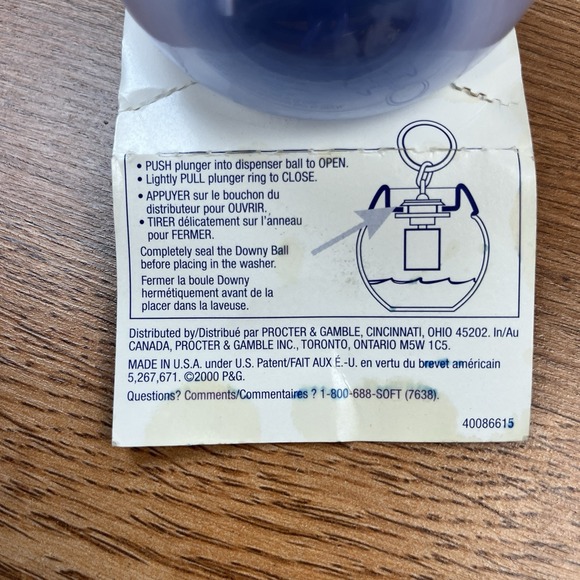 • PUSH plunger into dispenser ball to OPEN.
• Lightly PULL plunger ring to CLOSE.
• APPUYER sur le bouchon du
distributeur pour OUVRIR.
• TIRER délicatement sur l'anneau
pour FERMER.
Completely seal the Downy Ball
before placing in the washer.
Fermer la boule Downy
hermétiquement avant de la
placer dans la laveuse.
Distributed by/Distribué par PROCTER & GAMBLE, CINCINNATI, OHIO 45202. In/Au
CANADA, PROCTER & GAMBLE INC., TORONTO, ONTARIO M5W 1C5.
MADE IN U.S.A. under U.S. Patent/FAIT AUX É.-U. en vertu du brevet américain
5,267,671. ©2000 P&G.
Questions? Comments/Commentaires ? 1-800-688-SOFT (7638).
40086615